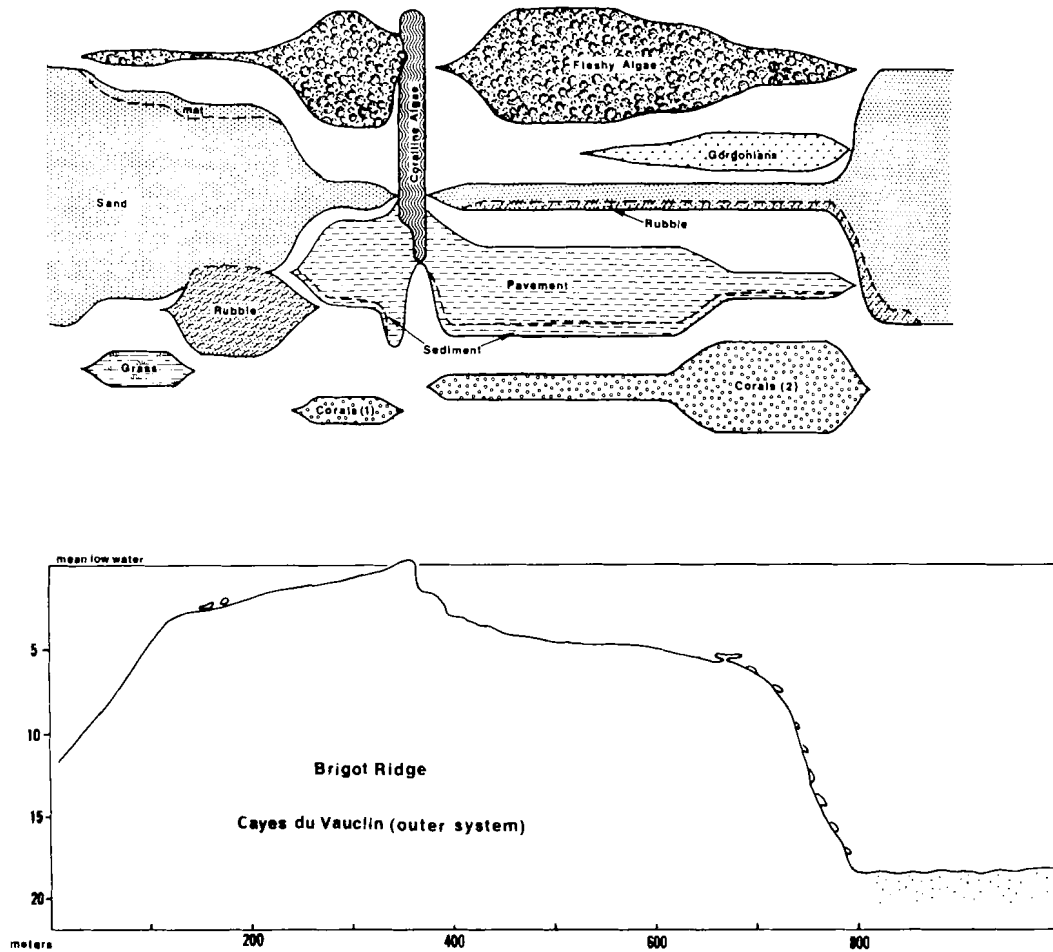 Fleshy Algae
Coralline Algae
mat
Gorgonians
Sand
Rubble
Pavement
Rubble
Sediment
Grass
Corals (2)
Corals (1)
mean low water
5
10
Brigot Ridge
15
Cayes du Vauclin (outer system)
20
meters
200
400
600
800